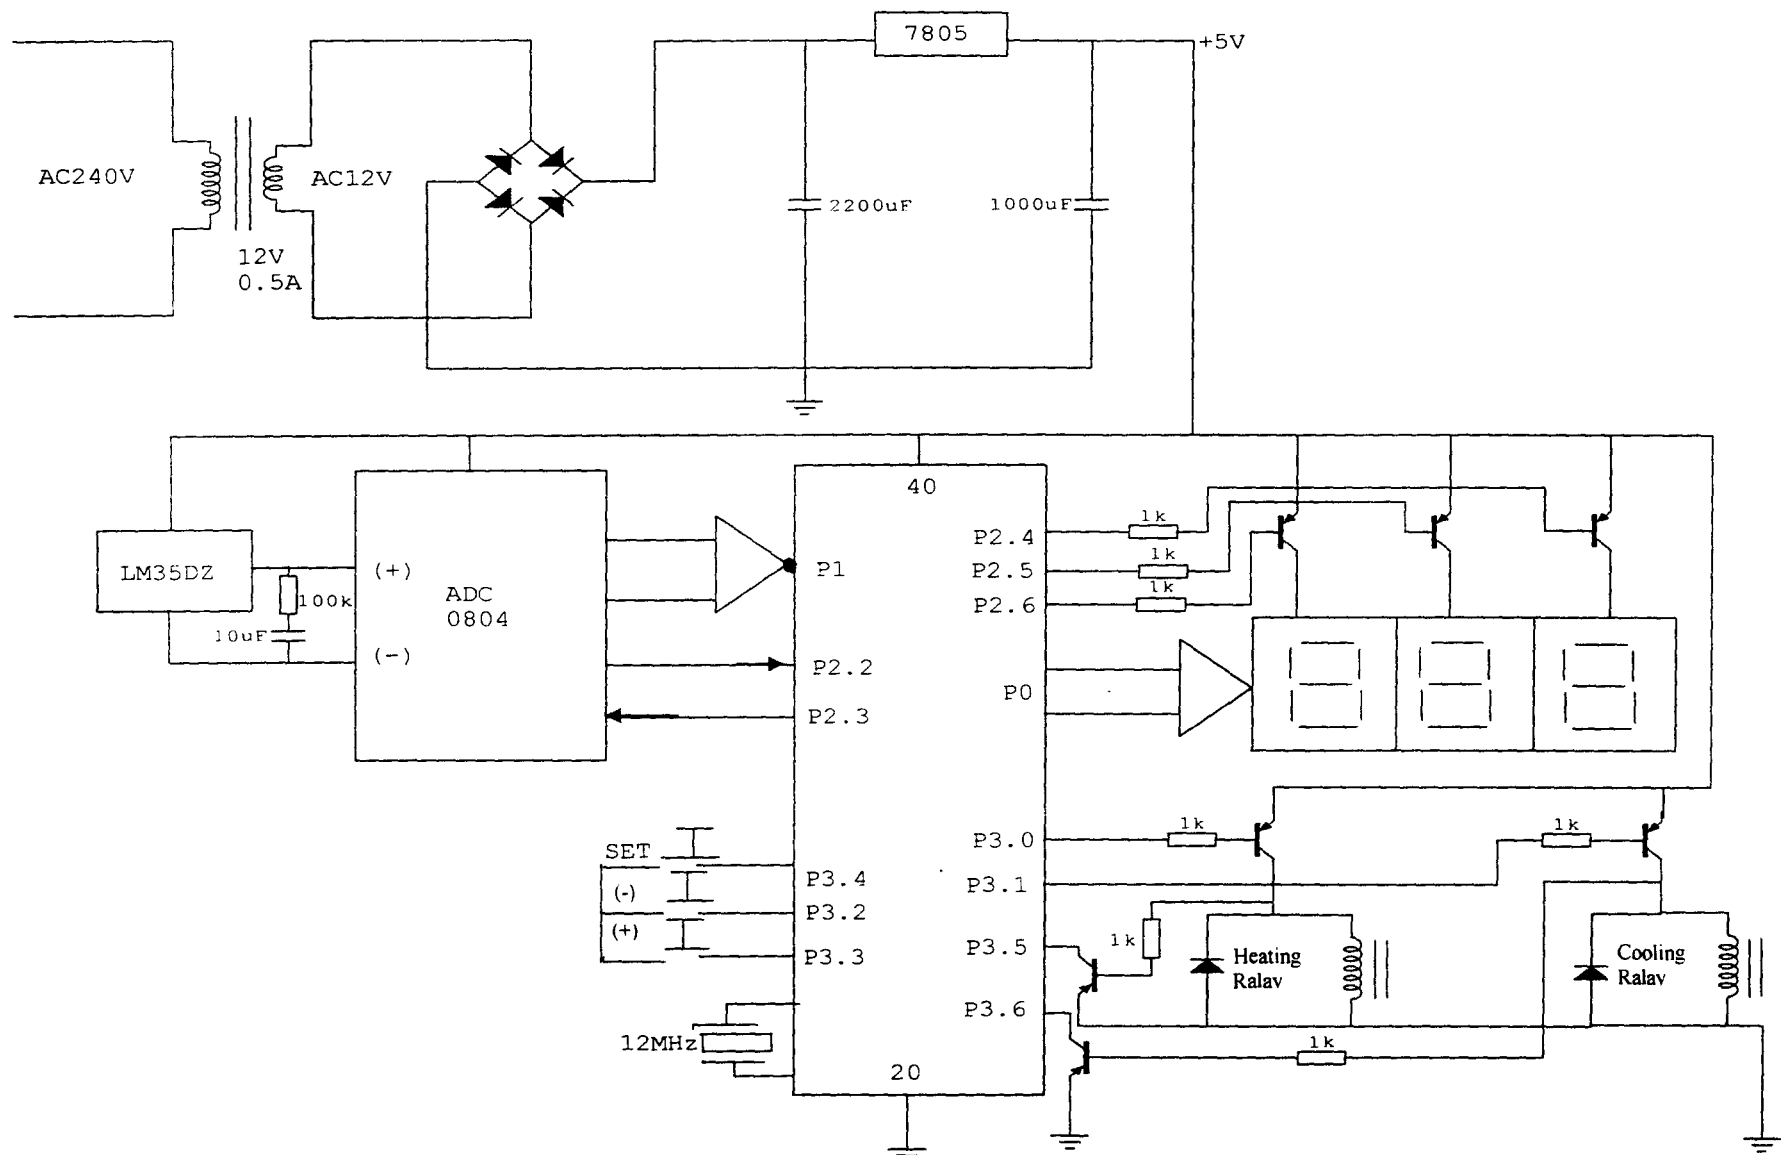 7805
+5V
AC240V
AC12V
2200uF
1000uF
12V
0.5A
40
1k
P2.4
1k
P2.5
1k
P2.6
LM35DZ
(+)
100k
ADC
0804
P1
10uF
(-)
P2.2
P0
P2.3
1k
1k
SET
P3.0
P3.4
P3.1
(-)
P3.2
(+)
1k
P3.5
Heating
Ralav
Cooling
Ralav
P3.3
P3.6
12MHz
1k
20